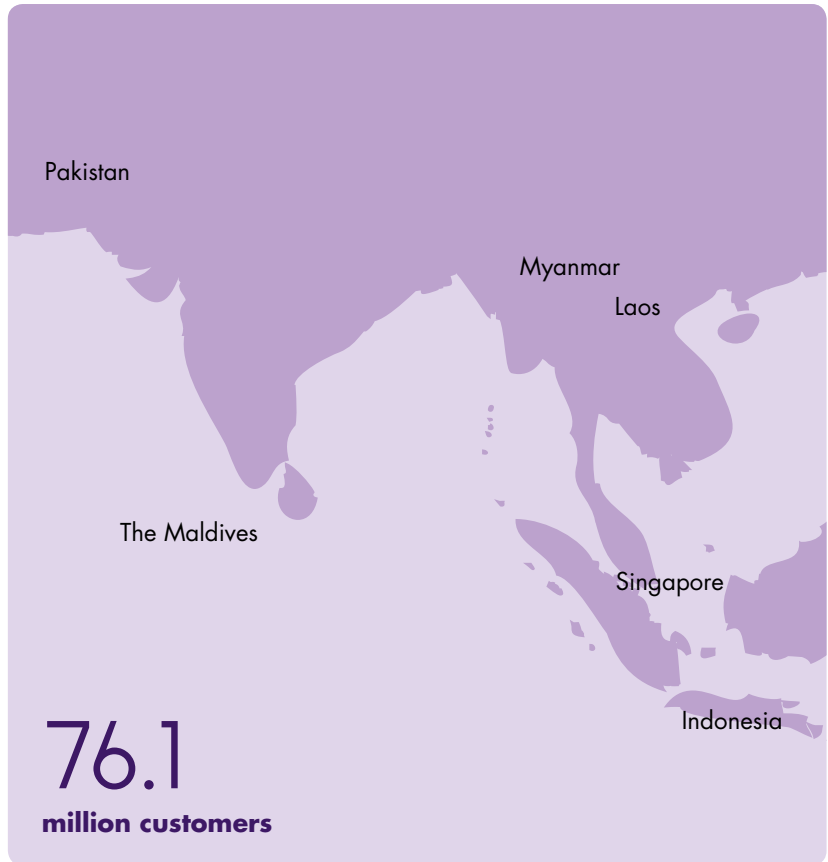 Pakistan
Myanmar
Laos
The Maldives
Singapore
Indonesia
76.1
million customers